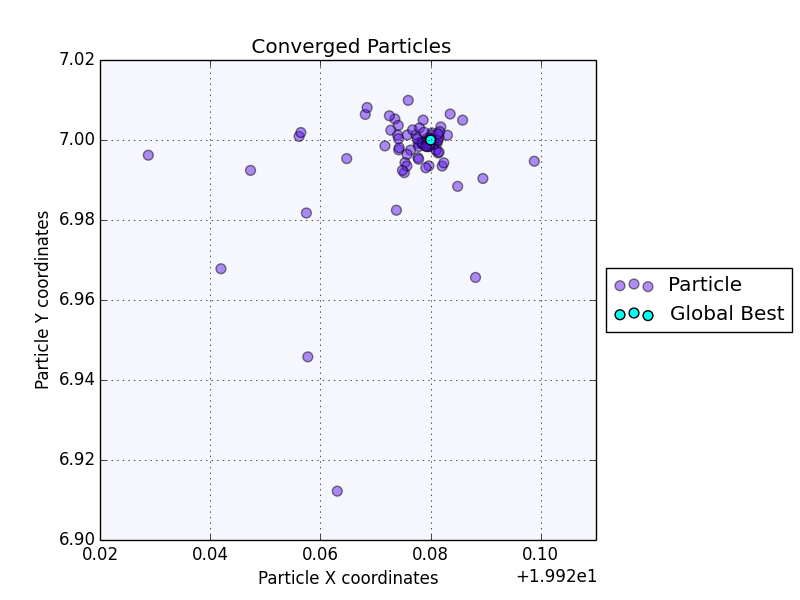 Converged Particles
7.02
7.00
6.98
6.96
6.94
6.92
6.90
Particle Y coordinates
0.02 0.04 0.06 0.08 0.10
Particle X coordinates
+1.992e1
Particle
Global Best